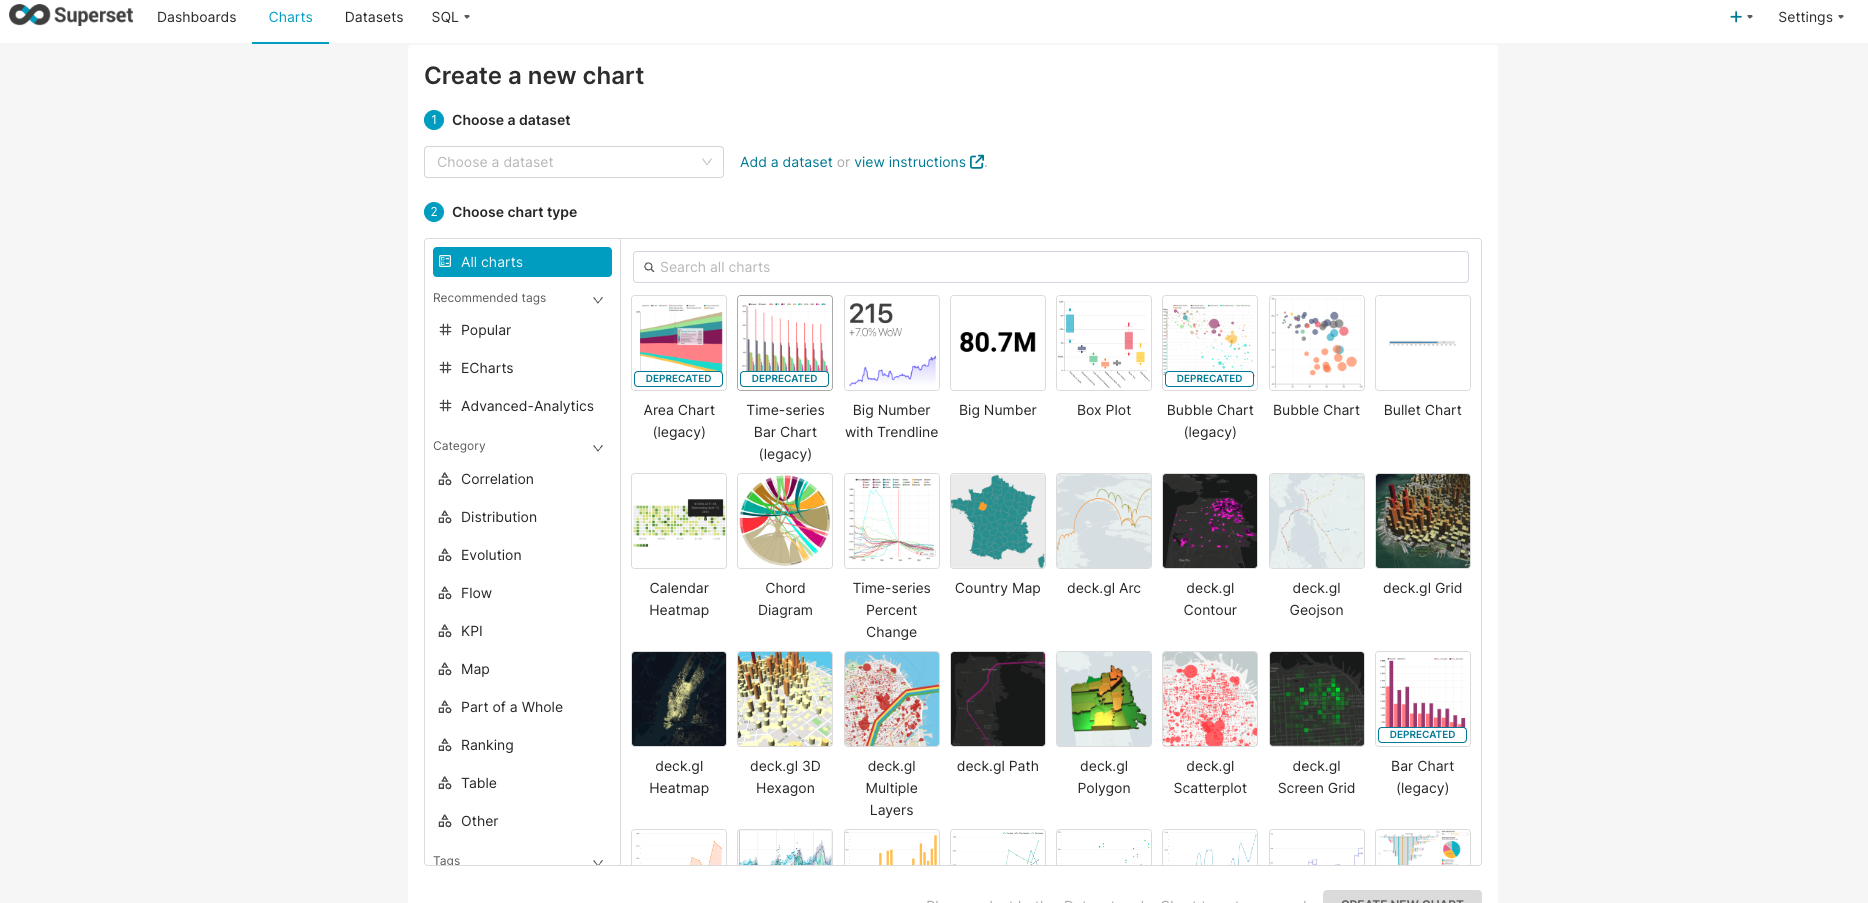 Superset
Dashboards
Charts
Datasets
SQL
Settings
Create a new chart
1 Choose a dataset
Choose a dataset
Add a dataset or view instructions.
2 Choose chart type
All charts
Recommended tags
Popular
ECharts
Advanced-Analytics
Category
Correlation
Distribution
Evolution
Flow
KPI
Map
Part of a Whole
Ranking
Table
Other
Tags
Search all charts
DEPRECATED
Area Chart
(legacy)
DEPRECATED
Time-series
Bar Chart
(legacy)
215
+7.0% WoW
Big Number
with Trendline
80.7M
Big Number
Box Plot
DEPRECATED
Bubble Chart
(legacy)
Bubble Chart
Bullet Chart
Calendar
Heatmap
Chord
Diagram
Time-series
Percent
Change
Country Map
deck.gl Arc
deck.gl
Contour
deck.gl
Geojson
deck.gl Grid
deck.gl
Heatmap
deck.gl 3D
Hexagon
deck.gl
Multiple
Layers
deck.gl Path
deck.gl
Polygon
deck.gl
Scatterplot
deck.gl
Screen Grid
DEPRECATED
Bar Chart
(legacy)
CREATE NEW CHART